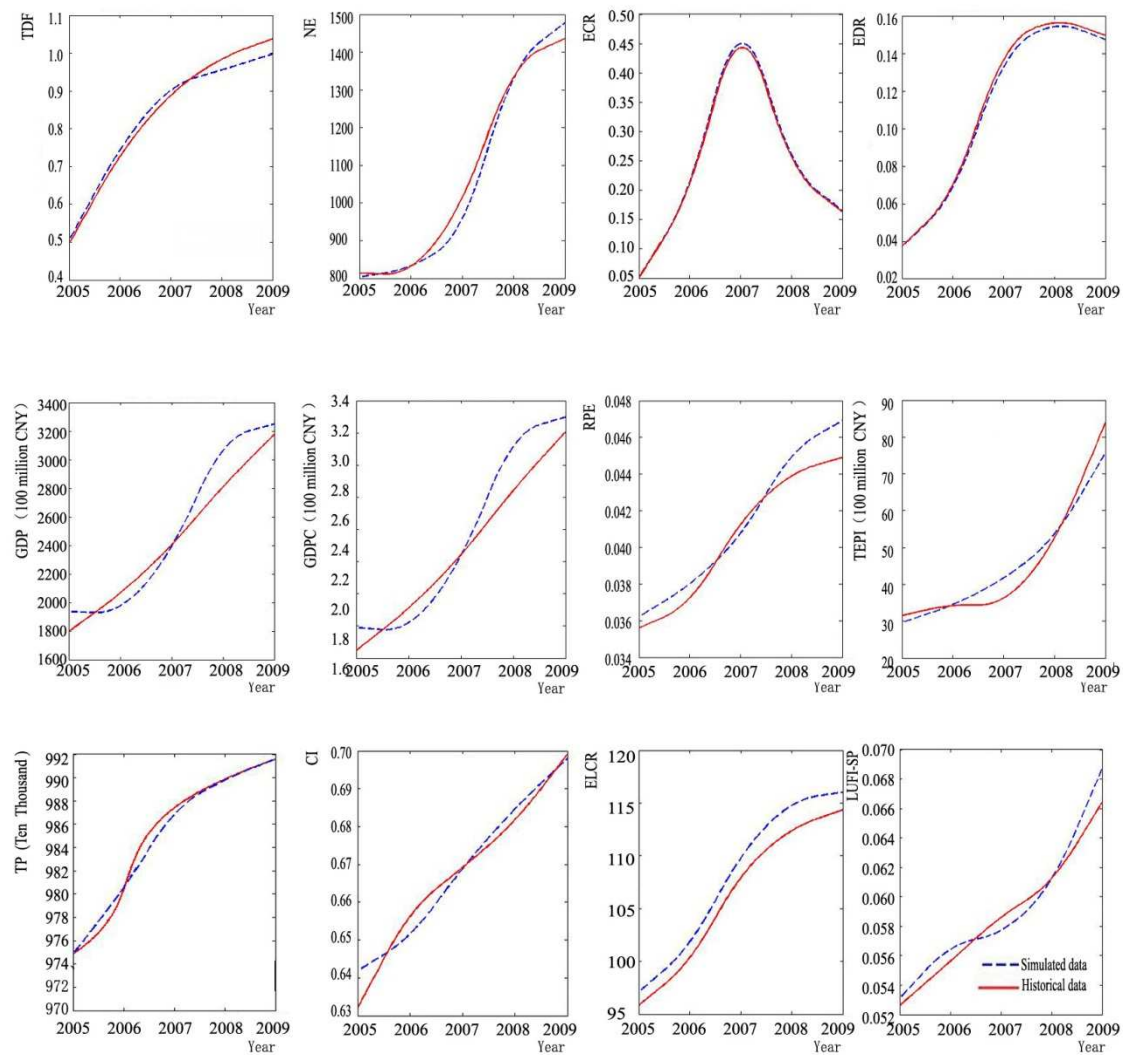 TDF
1.1
1.0
0.9
0.8
0.7
0.6
0.5
0.4
2005 2006 2007 2008 2009
Year
NE
1500
1400
1300
1200
1100
1000
900
800
2005 2006 2007 2008 2009
Year
ECR
0.50
0.45
0.40
0.35
0.30
0.25
0.20
0.15
0.10
0.05
2005 2006 2007 2008 2009
Year
EDR
0.16
0.14
0.12
0.10
0.08
0.06
0.04
0.02
2005 2006 2007 2008 2009
Year
GDP (100 million CNY)
3400
3200
3000
2800
2600
2400
2200
2000
1800
1600
2005 2006 2007 2008 2009
Year
GDPC (100 million CNY)
3.4
3.2
3.0
2.8
2.6
2.4
2.2
2.0
1.8
1.6
2005 2006 2007 2008 2009
Year
RPE
0.048
0.046
0.044
0.042
0.040
0.038
0.036
0.034
2005 2006 2007 2008 2009
Year
TEPI (100 million CNY)
90
80
70
60
50
40
30
20
2005 2006 2007 2008 2009
Year
TP (Ten Thousand)
992
990
988
986
984
982
980
978
976
974
972
970
2005 2006 2007 2008 2009
Year
CI
0.70
0.69
0.68
0.67
0.66
0.65
0.64
0.63
2005 2006 2007 2008 2009
Year
ELCR
120
115
110
105
100
95
2005 2006 2007 2008 2009
Year
LUFI-SP
0.070
0.068
0.066
0.064
0.062
0.060
0.058
0.056
0.054
0.052
2005 2006 2007 2008 2009
Year
Simulated data
Historical data